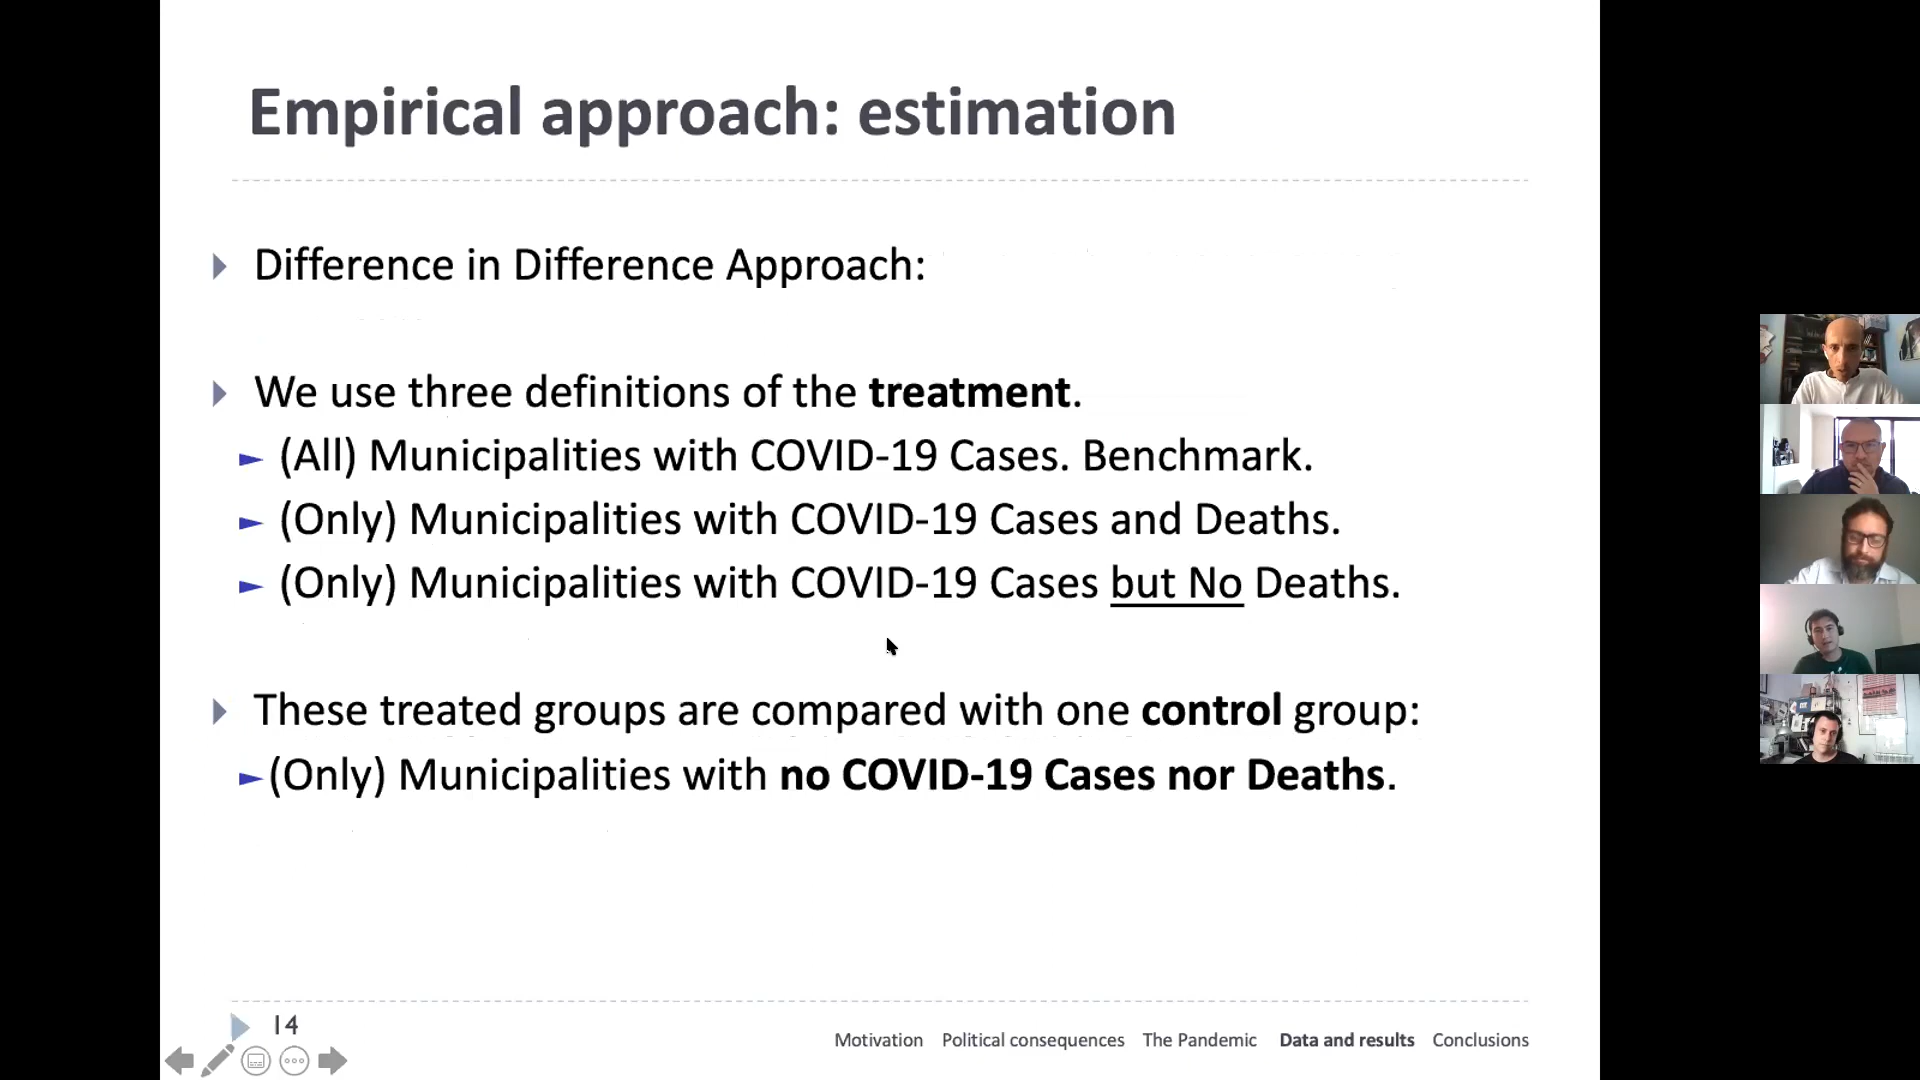 Empirical approach: estimation
Difference in Difference Approach:
We use three definitions of the treatment.
(All) Municipalities with COVID-19 Cases. Benchmark.
(Only) Municipalities with COVID-19 Cases and Deaths.
(Only) Municipalities with COVID-19 Cases but No Deaths.
These treated groups are compared with one control group:
(Only) Municipalities with no COVID-19 Cases nor Deaths.
14
Motivation Political consequences The Pandemic Data and results Conclusions